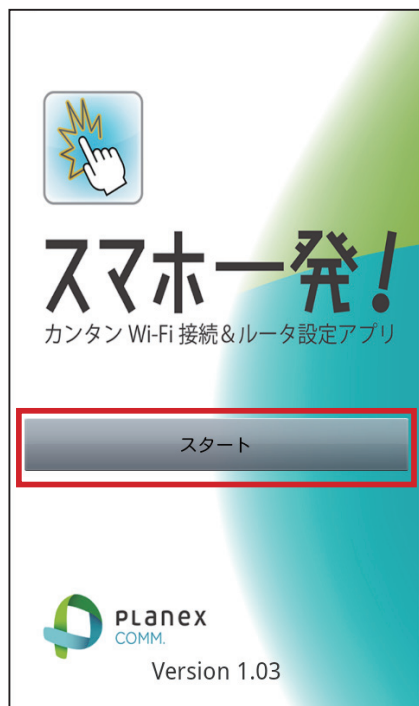 スマホ一発！
カンタン Wi-Fi 接続＆ルータ設定アプリ
スタート
PLANEX
COMM.
Version 1.03